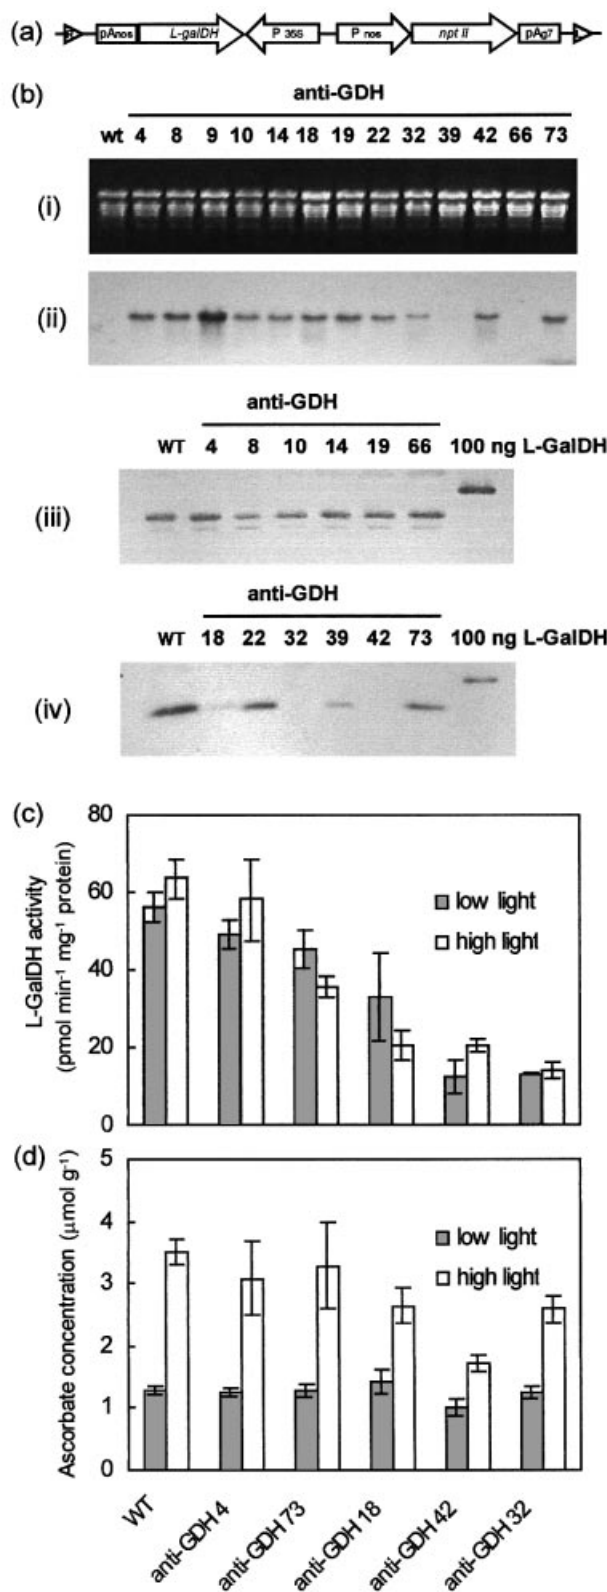 (a) pAnos L-galDH P 35S P nos npt II pAg7
(b) anti-GDH
wt 4 8 9 10 14 18 19 22 32 39 42 66 73
(i)
(ii)
anti-GDH
WT 4 8 10 14 19 66 100 ng L-GalDH
(iii)
anti-GDH
WT 18 22 32 39 42 73 100 ng L-GalDH
(iv)
(c)
L-GalDH activity
(pmol min⁻¹ mg⁻¹ protein)
80
60
40
20
0
low light
high light
(d)
Ascorbate concentration (μmol g⁻¹)
5
4
3
2
1
0
low light
high light
WT
anti-GDH 4
anti-GDH 73
anti-GDH 18
anti-GDH 42
anti-GDH 32